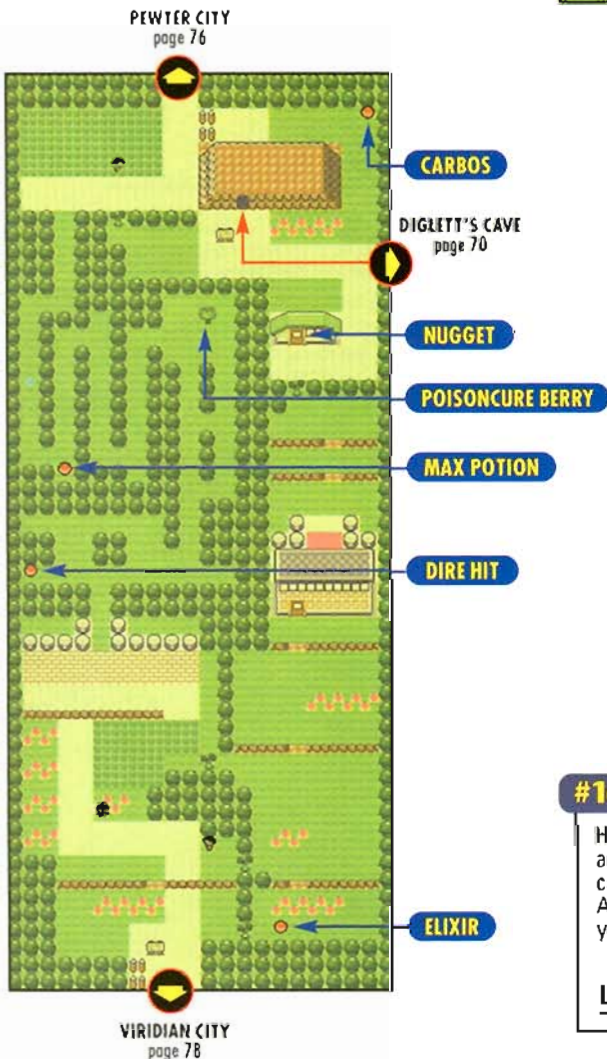 PEWTER CITY
page 76
CARBOS
DIGLETT'S CAVE
page 70
NUGGET
POISONCURE BERRY
MAX POTION
DIRE HIT
#1
H
a
c
A
y
L
ELIXIR
VIRIDIAN CITY
page 78